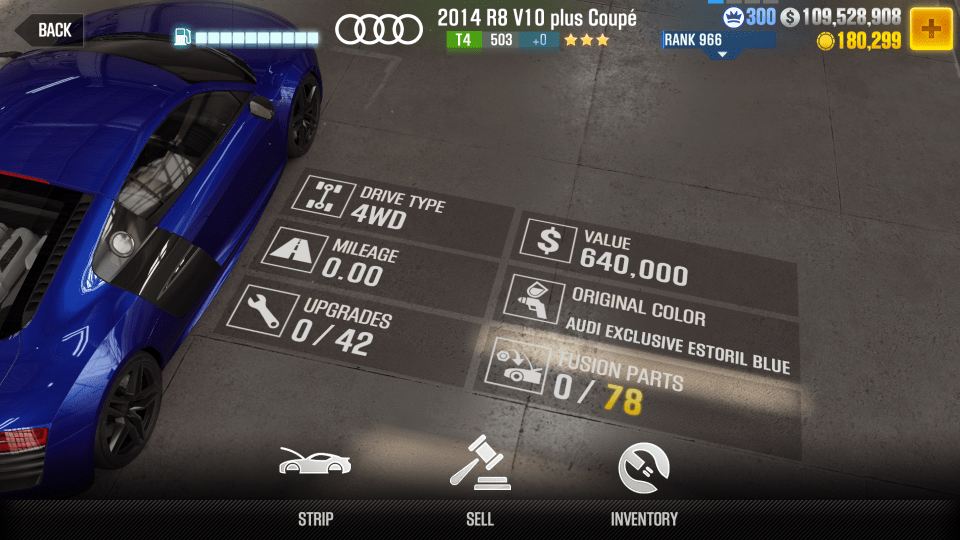 BACK
2014 R8 V10 plus Coupé
T4 503 +0
300 109,528,908
RANK 966
180,299
DRIVE TYPE
4WD
MILEAGE
0.00
UPGRADES
0 / 42
VALUE
640,000
ORIGINAL COLOR
AUDI EXCLUSIVE ESTORIL BLUE
FUSION PARTS
0 / 78
STRIP
SELL
INVENTORY